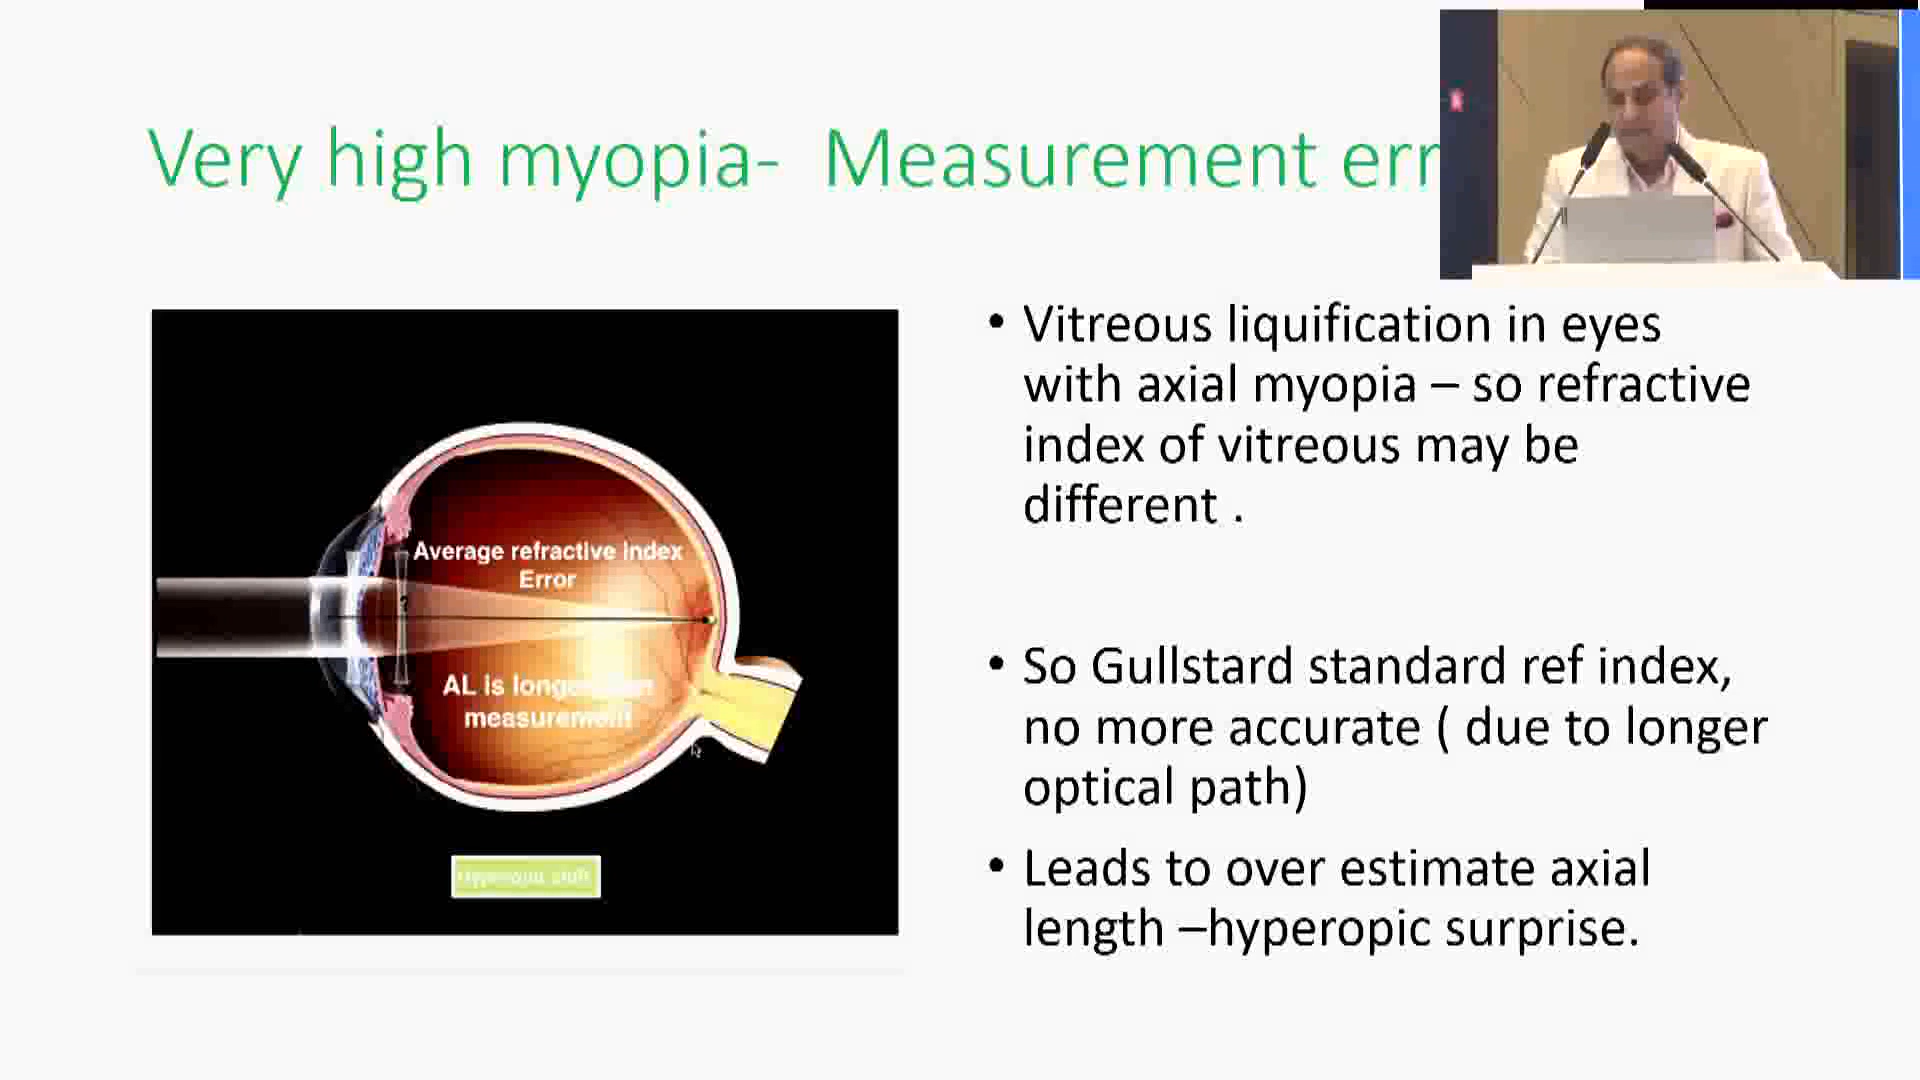 Very high myopia- Measurement err
• Vitreous liquification in eyes
with axial myopia – so refractive
index of vitreous may be
different .
• So Gullstard standard ref index,
no more accurate ( due to longer
optical path)
• Leads to over estimate axial
length –hyperopic surprise.
Average refractive index
Error
?
AL is longer
measurement
Hyperopic shift